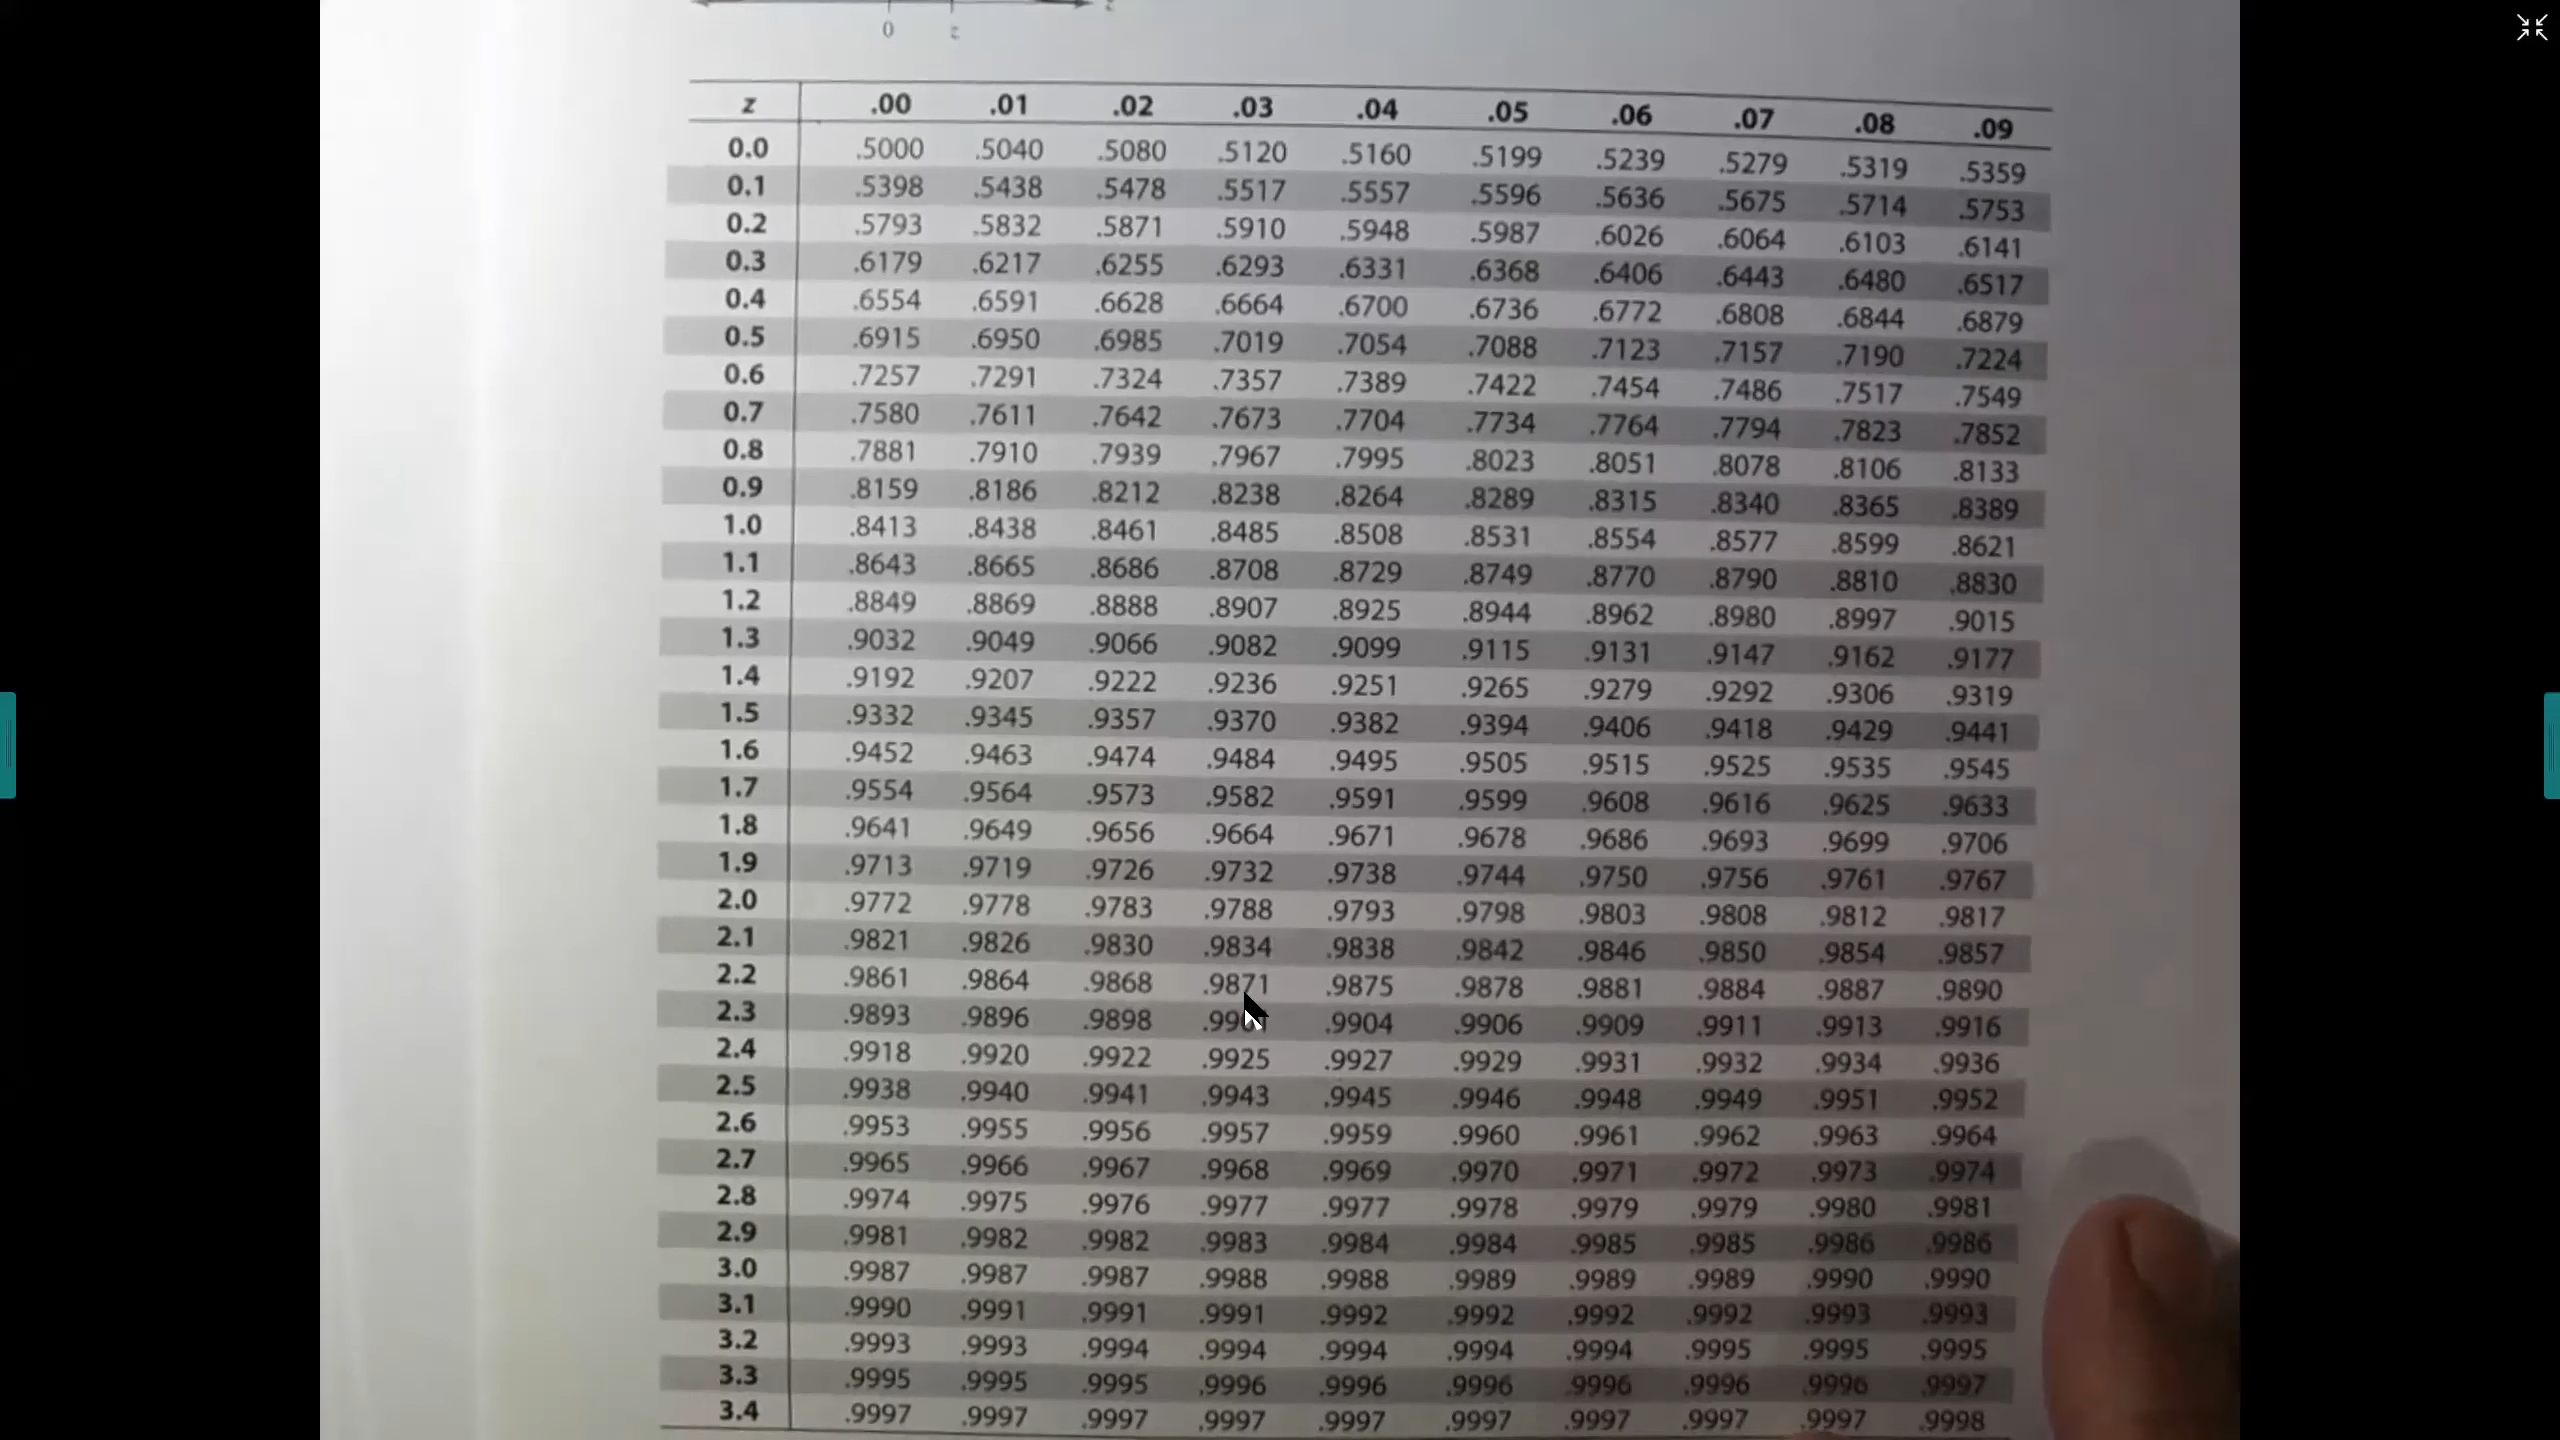 0 z z
z .00 .01 .02 .03 .04 .05 .06 .07 .08 .09
0.0 .5000 .5040 .5080 .5120 .5160 .5199 .5239 .5279 .5319 .5359
0.1 .5398 .5438 .5478 .5517 .5557 .5596 .5636 .5675 .5714 .5753
0.2 .5793 .5832 .5871 .5910 .5948 .5987 .6026 .6064 .6103 .6141
0.3 .6179 .6217 .6255 .6293 .6331 .6368 .6406 .6443 .6480 .6517
0.4 .6554 .6591 .6628 .6664 .6700 .6736 .6772 .6808 .6844 .6879
0.5 .6915 .6950 .6985 .7019 .7054 .7088 .7123 .7157 .7190 .7224
0.6 .7257 .7291 .7324 .7357 .7389 .7422 .7454 .7486 .7517 .7549
0.7 .7580 .7611 .7642 .7673 .7704 .7734 .7764 .7794 .7823 .7852
0.8 .7881 .7910 .7939 .7967 .7995 .8023 .8051 .8078 .8106 .8133
0.9 .8159 .8186 .8212 .8238 .8264 .8289 .8315 .8340 .8365 .8389
1.0 .8413 .8438 .8461 .8485 .8508 .8531 .8554 .8577 .8599 .8621
1.1 .8643 .8665 .8686 .8708 .8729 .8749 .8770 .8790 .8810 .8830
1.2 .8849 .8869 .8888 .8907 .8925 .8944 .8962 .8980 .8997 .9015
1.3 .9032 .9049 .9066 .9082 .9099 .9115 .9131 .9147 .9162 .9177
1.4 .9192 .9207 .9222 .9236 .9251 .9265 .9279 .9292 .9306 .9319
1.5 .9332 .9345 .9357 .9370 .9382 .9394 .9406 .9418 .9429 .9441
1.6 .9452 .9463 .9474 .9484 .9495 .9505 .9515 .9525 .9535 .9545
1.7 .9554 .9564 .9573 .9582 .9591 .9599 .9608 .9616 .9625 .9633
1.8 .9641 .9649 .9656 .9664 .9671 .9678 .9686 .9693 .9699 .9706
1.9 .9713 .9719 .9726 .9732 .9738 .9744 .9750 .9756 .9761 .9767
2.0 .9772 .9778 .9783 .9788 .9793 .9798 .9803 .9808 .9812 .9817
2.1 .9821 .9826 .9830 .9834 .9838 .9842 .9846 .9850 .9854 .9857
2.2 .9861 .9864 .9868 .9871 .9875 .9878 .9881 .9884 .9887 .9890
2.3 .9893 .9896 .9898 .9904 .9906 .9909 .9911 .9913 .9916
2.4 .9918 .9920 .9922 .9925 .9927 .9929 .9931 .9932 .9934 .9936
2.5 .9938 .9940 .9941 .9943 .9945 .9946 .9948 .9949 .9951 .9952
2.6 .9953 .9955 .9956 .9957 .9959 .9960 .9961 .9962 .9963 .9964
2.7 .9965 .9966 .9967 .9968 .9969 .9970 .9971 .9972 .9973 .9974
2.8 .9974 .9975 .9976 .9977 .9977 .9978 .9979 .9979 .9980 .9981
2.9 .9981 .9982 .9982 .9983 .9984 .9984 .9985 .9985 .9986 .9986
3.0 .9987 .9987 .9987 .9988 .9988 .9989 .9989 .9989 .9990 .9990
3.1 .9990 .9991 .9991 .9991 .9992 .9992 .9992 .9992 .9993 .9993
3.2 .9993 .9993 .9994 .9994 .9994 .9994 .9994 .9995 .9995 .9995
3.3 .9995 .9995 .9995 .9996 .9996 .9996 .9996 .9996 .9996 .9997
3.4 .9997 .9997 .9997 .9997 .9997 .9997 .9997 .9997 .9997 .9998